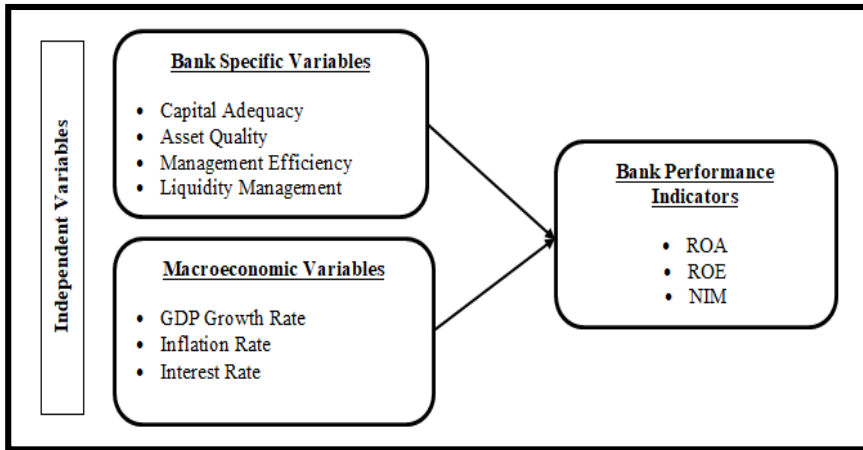 Independent Variables
Bank Specific Variables
• Capital Adequacy
• Asset Quality
• Management Efficiency
• Liquidity Management
Macroeconomic Variables
• GDP Growth Rate
• Inflation Rate
• Interest Rate
Bank Performance
Indicators
• ROA
• ROE
• NIM